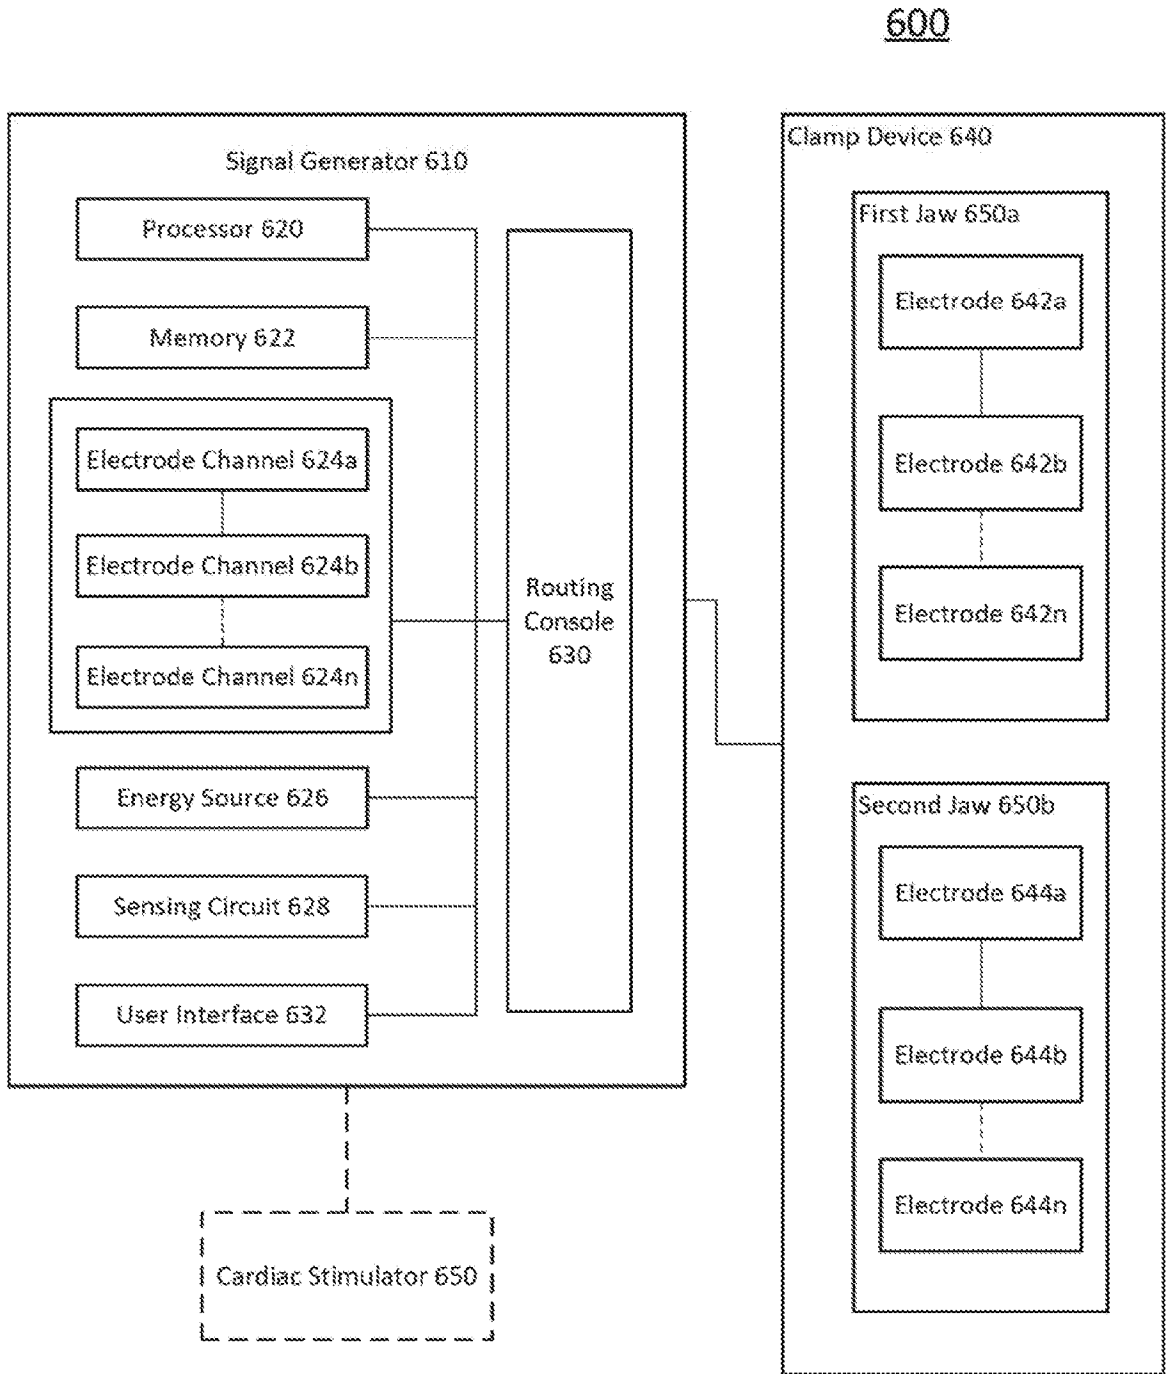 600
Signal Generator 610
Processor 620
Memory 622
Electrode Channel 624a
Electrode Channel 624b
Electrode Channel 624n
Energy Source 626
Sensing Circuit 628
User Interface 632
Routing
Console
630
Cardiac Stimulator 650
Clamp Device 640
First Jaw 650a
Electrode 642a
Electrode 642b
Electrode 642n
Second Jaw 650b
Electrode 644a
Electrode 644b
Electrode 644n